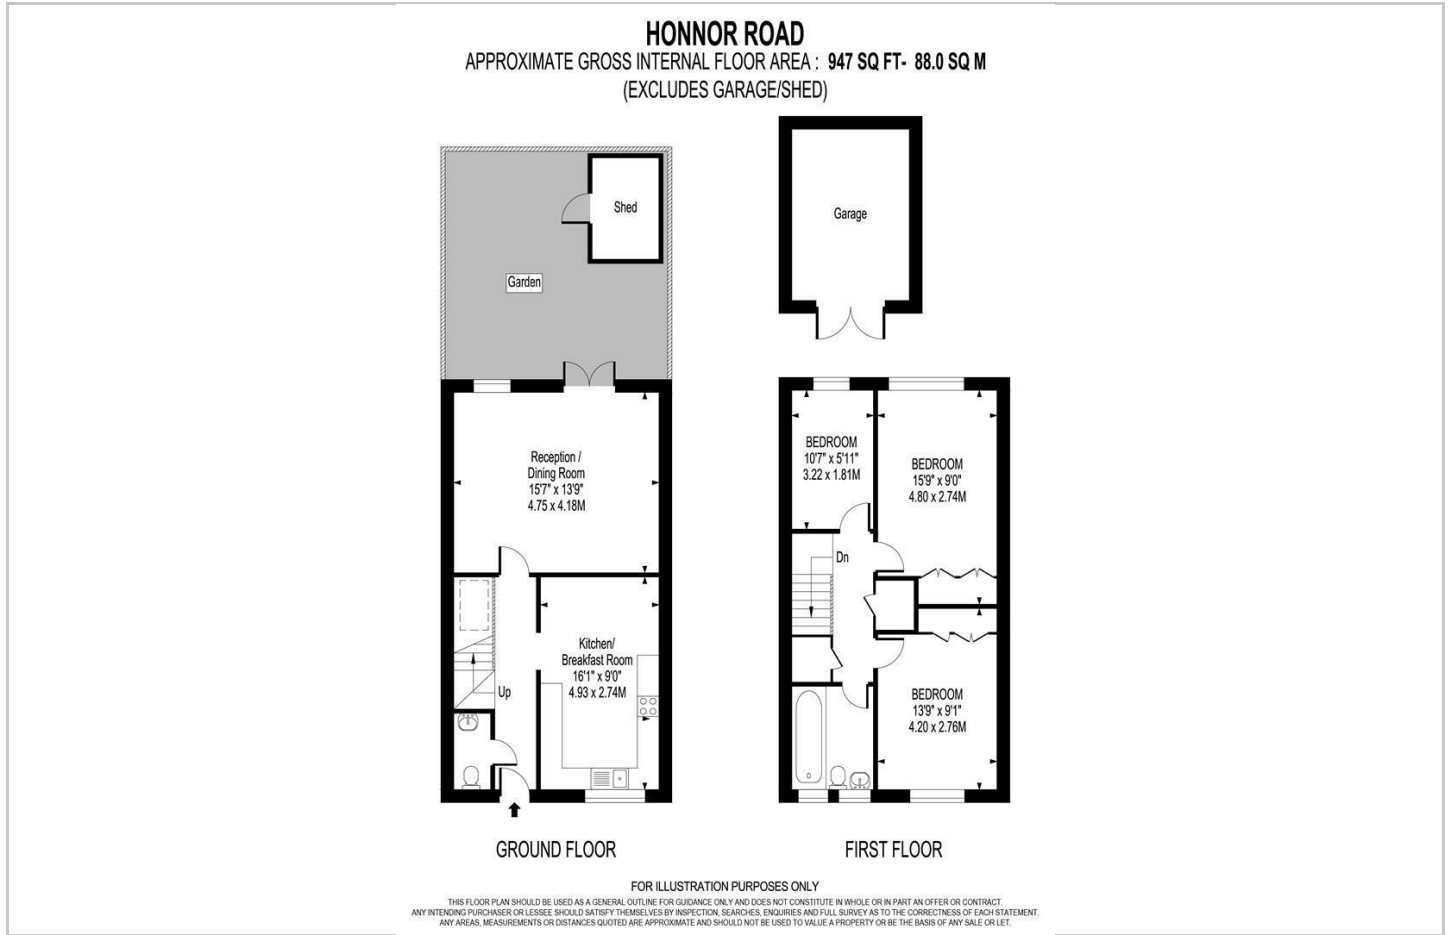 HONNOR ROAD
APPROXIMATE GROSS INTERNAL FLOOR AREA : 947 SQ FT- 88.0 SQ M
(EXCLUDES GARAGE/SHED)
Shed
Garden
Garage
Reception /
Dining Room
15'7" x 13'9"
4.75 x 4.18M
Kitchen/
Breakfast Room
16'1" x 9'0"
4.93 x 2.74M
Up
BEDROOM
10'7" x 5'11"
3.22 x 1.81M
BEDROOM
15'9" x 9'0"
4.80 x 2.74M
Dn
BEDROOM
13'9" x 9'1"
4.20 x 2.76M
GROUND FLOOR
FIRST FLOOR
FOR ILLUSTRATION PURPOSES ONLY
THIS FLOOR PLAN SHOULD BE USED AS A GENERAL OUTLINE FOR GUIDANCE ONLY AND DOES NOT CONSTITUTE IN WHOLE OR IN PART AN OFFER OR CONTRACT.
ANY INTENDING PURCHASER OR LESSEE SHOULD SATISFY THEMSELVES BY INSPECTION, SEARCHES, ENQUIRIES AND FULL SURVEY AS TO THE CORRECTNESS OF EACH STATEMENT.
ANY AREAS, MEASUREMENTS OR DISTANCES QUOTED ARE APPROXIMATE AND SHOULD NOT BE USED TO VALUE A PROPERTY OR BE THE BASIS OF ANY SALE OR LET.